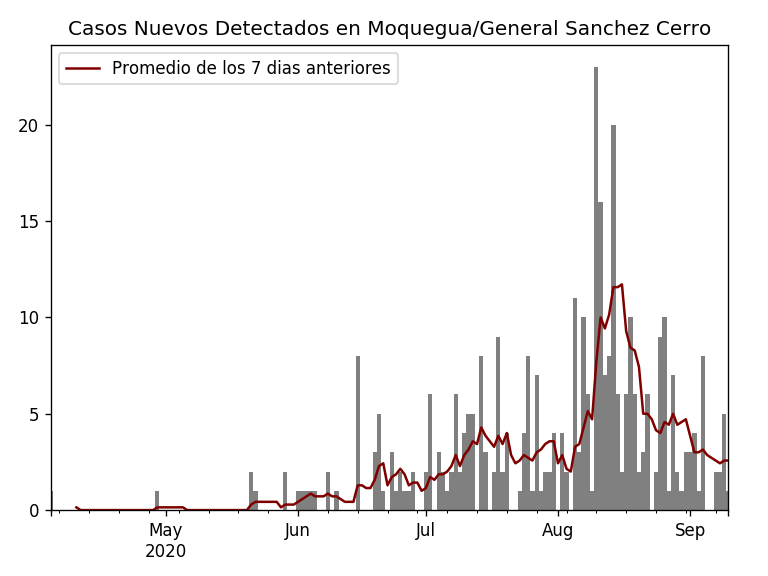 Casos Nuevos Detectados en Moquegua/General Sanchez Cerro
Promedio de los 7 dias anteriores
20
15
10
5
0
May
2020
Jun
Jul
Aug
Sep